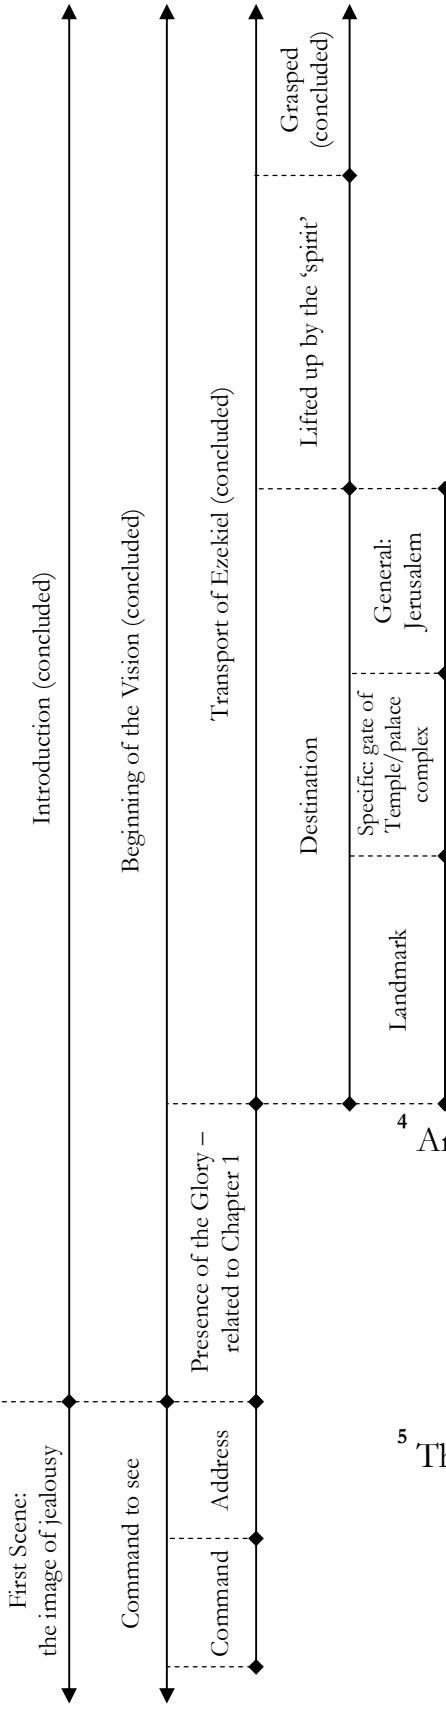 Introduction (concluded)
First Scene:
the image of jealousy
Beginning of the Vision (concluded)
Command to see
Transport of Ezekiel (concluded)
Presence of the Glory –
related to Chapter 1
Address
Command
Grasped
(concluded)
Lifted up by the ‘spirit’
Destination
General:
Jerusalem
Specific: gate of
Temple/palace
complex
Landmark
4
5 Th